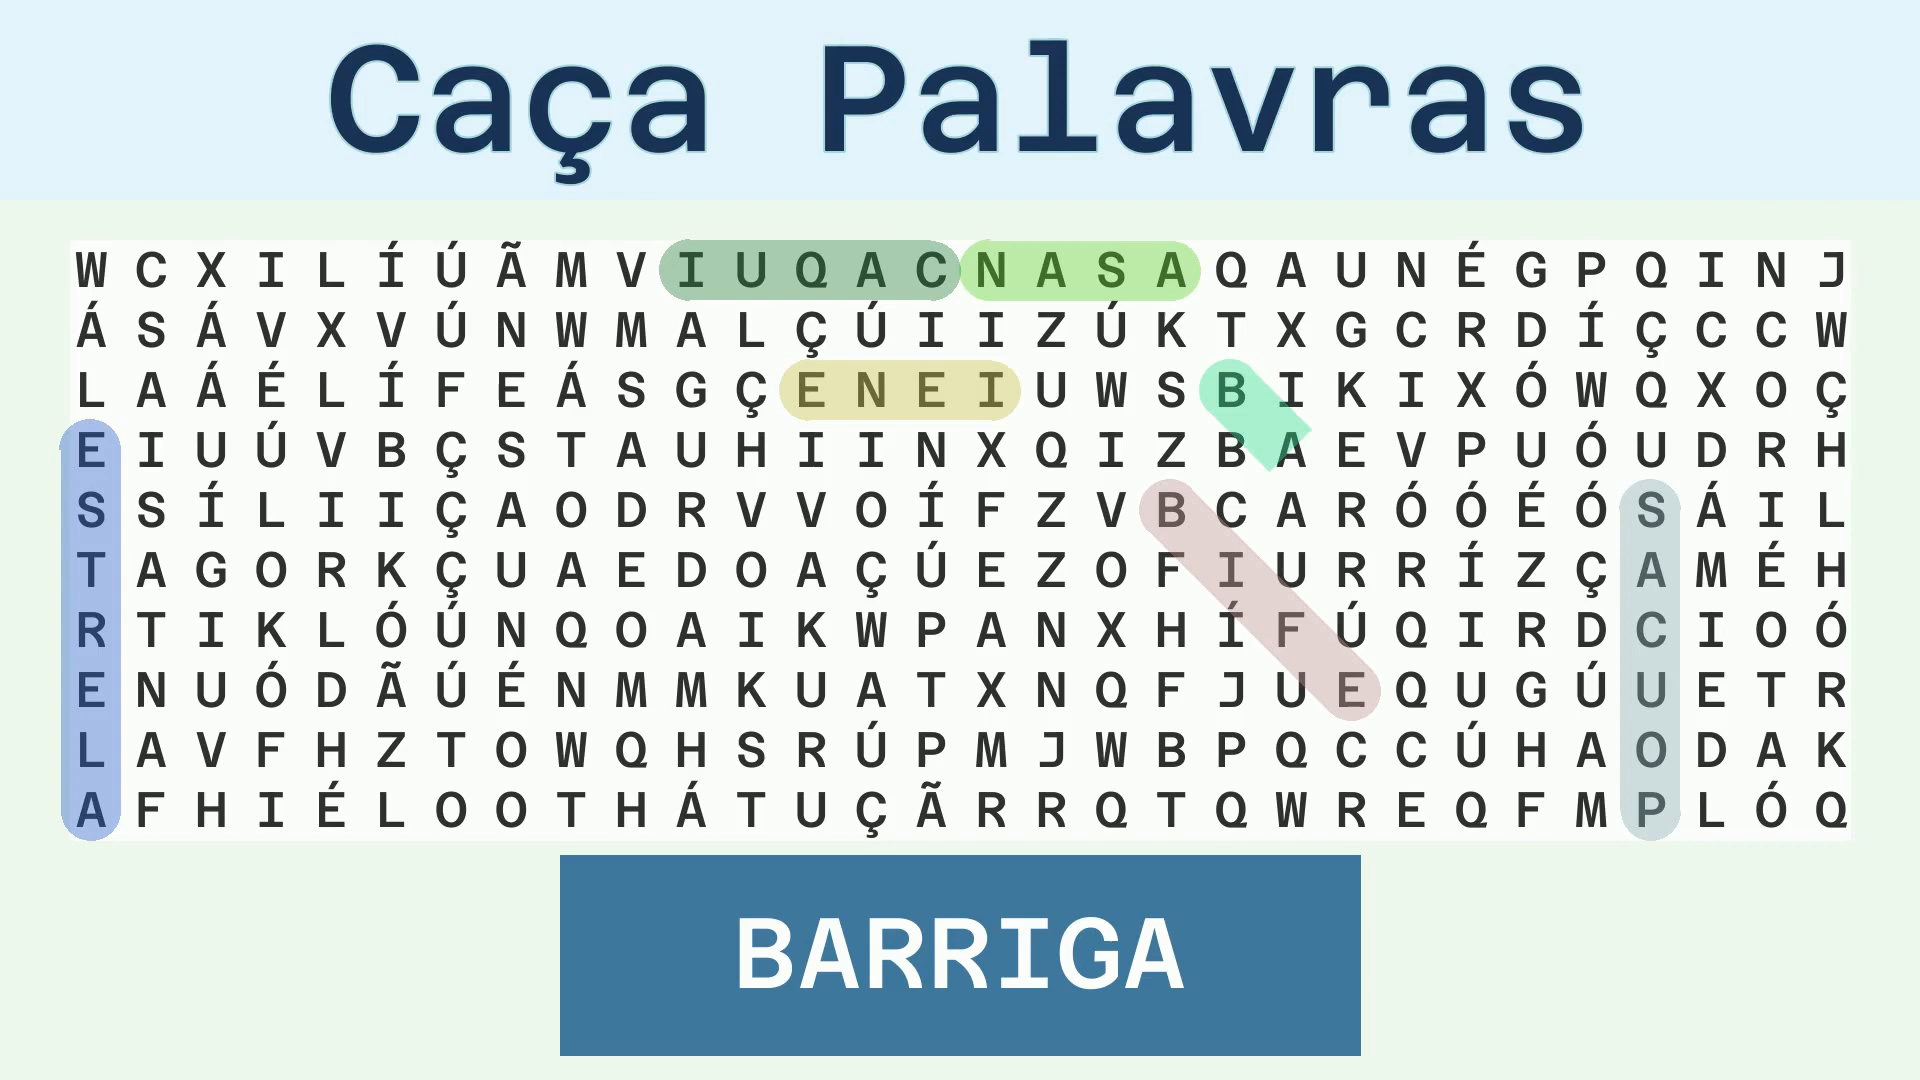 Caça Palavras
W C X I L Í Ú Ã M V I U Q A C N A S A Q A U N É G P Q I N J
Á S Á V X V Ú N W M A L Ç Ú I I Z Ú K T X G C R D Í Ç C C W
L A Á É L Í F E Á S G Ç E N E I U W S B I K I X Ó W Q X O Ç
E I U Ú V B Ç S T A U H I I N X Q I Z B A E V P U Ó U D R H
S S Í L I I Ç A O D R V V O Í F Z V B C A R Ó Ó É Ó S Á I L
T A G O R K Ç U A E D O A Ç Ú E Z O F I U R R Í Z Ç A M É H
R T I K L Ó Ú N Q O A I K W P A N X H Í F Ú Q I R D C I O Ó
E N U Ó D Ã Ú É N M M K U A T X N Q F J U E Q U G Ú U E T R
L A V F H Z T O W Q H S R Ú P M J W B P Q C C Ú H A O D A K
A F H I É L O O T H Á T U Ç Ã R R Q T Q W R E Q F M P L Ó Q
BARRIGA